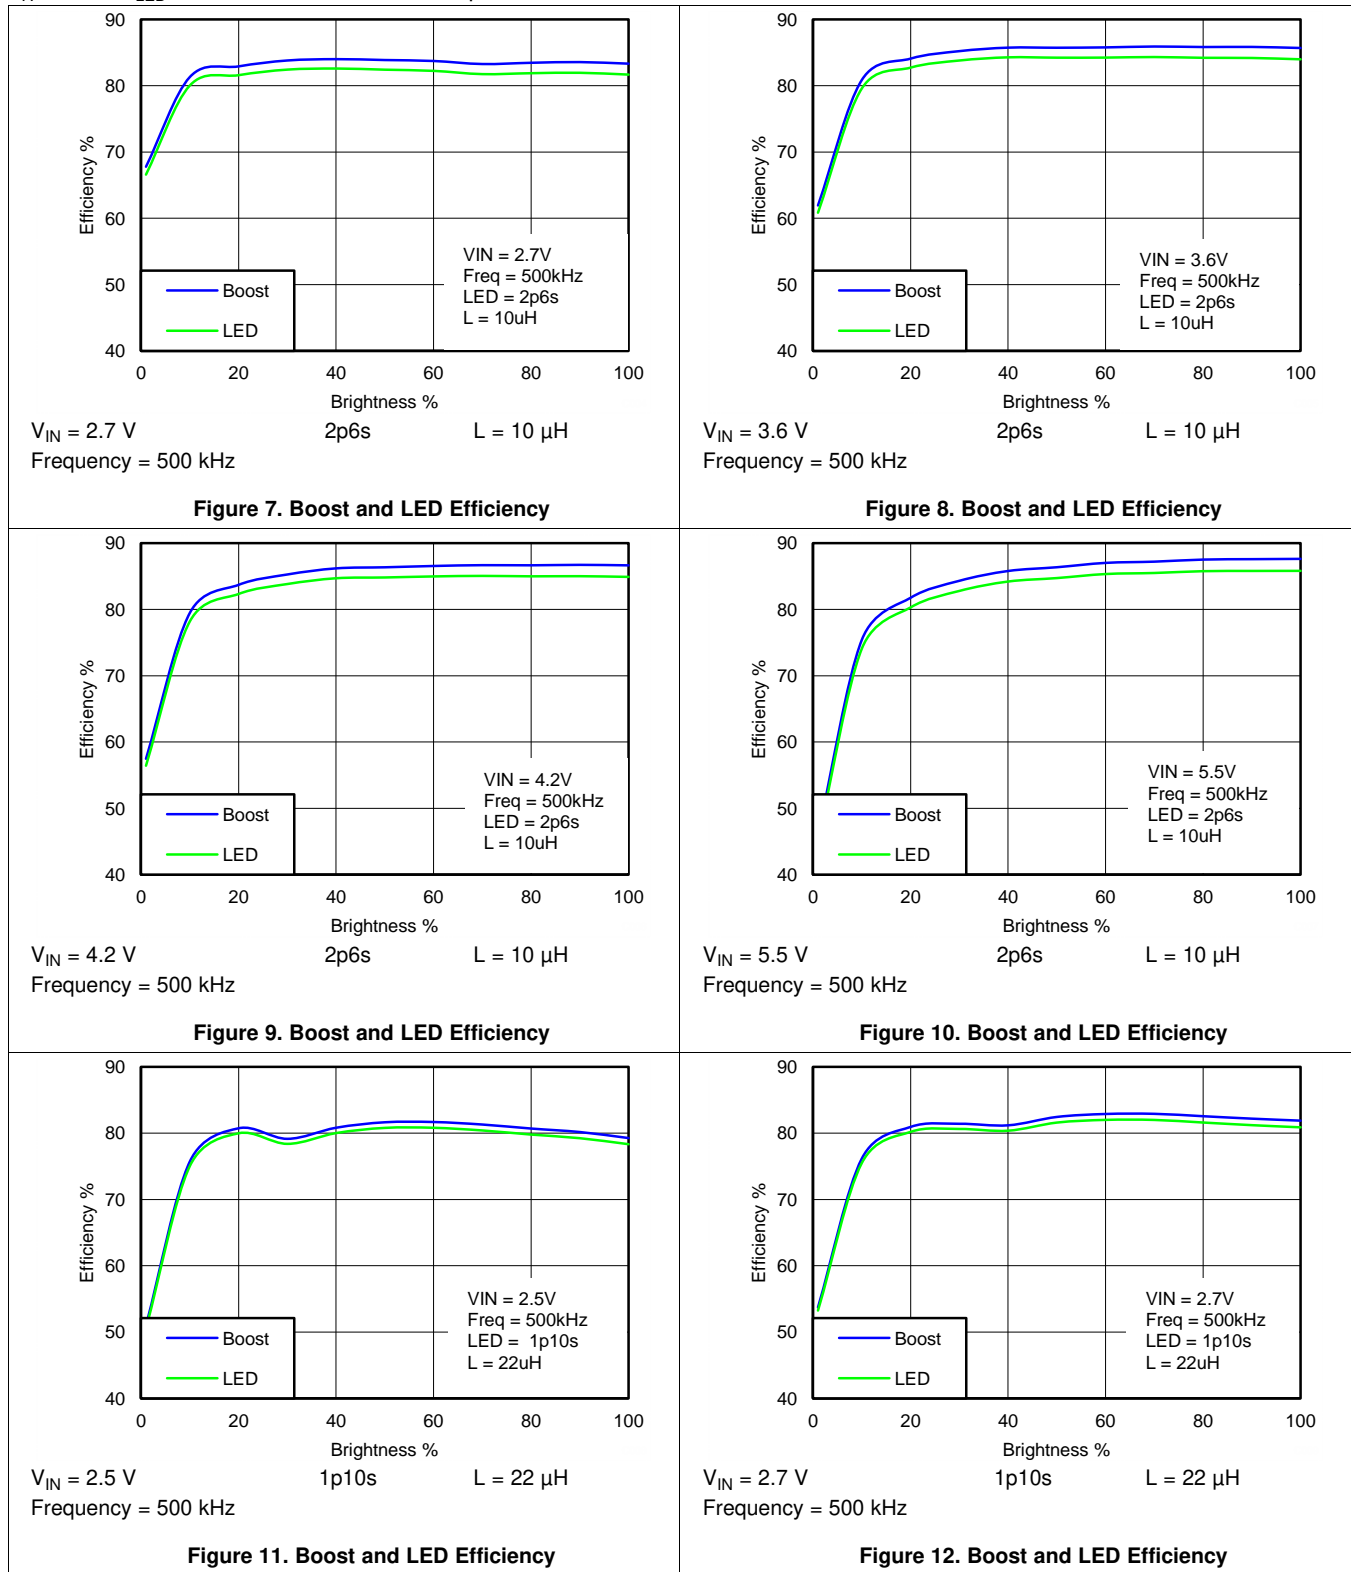 90
80
70
60
50
40
Efficiency %
VIN = 2.7V
Freq = 500kHz
LED = 2p6s
L = 10uH
Boost
LED
0 20 40 60 80 100
Brightness %
V_IN = 2.7 V 2p6s L = 10 µH
Frequency = 500 kHz
Figure 7. Boost and LED Efficiency
90
80
70
60
50
40
Efficiency %
VIN = 3.6V
Freq = 500kHz
LED = 2p6s
L = 10uH
Boost
LED
0 20 40 60 80 100
Brightness %
V_IN = 3.6 V 2p6s L = 10 µH
Frequency = 500 kHz
Figure 8. Boost and LED Efficiency
90
80
70
60
50
40
Efficiency %
VIN = 4.2V
Freq = 500kHz
LED = 2p6s
L = 10uH
Boost
LED
0 20 40 60 80 100
Brightness %
V_IN = 4.2 V 2p6s L = 10 µH
Frequency = 500 kHz
Figure 9. Boost and LED Efficiency
90
80
70
60
50
40
Efficiency %
VIN = 5.5V
Freq = 500kHz
LED = 2p6s
L = 10uH
Boost
LED
0 20 40 60 80 100
Brightness %
V_IN = 5.5 V 2p6s L = 10 µH
Frequency = 500 kHz
Figure 10. Boost and LED Efficiency
90
80
70
60
50
40
Efficiency %
VIN = 2.5V
Freq = 500kHz
LED = 1p10s
L = 22uH
Boost
LED
0 20 40 60 80 100
Brightness %
V_IN = 2.5 V 1p10s L = 22 µH
Frequency = 500 kHz
Figure 11. Boost and LED Efficiency
90
80
70
60
50
40
Efficiency %
VIN = 2.7V
Freq = 500kHz
LED = 1p10s
L = 22uH
Boost
LED
0 20 40 60 80 100
Brightness %
V_IN = 2.7 V 1p10s L = 22 µH
Frequency = 500 kHz
Figure 12. Boost and LED Efficiency